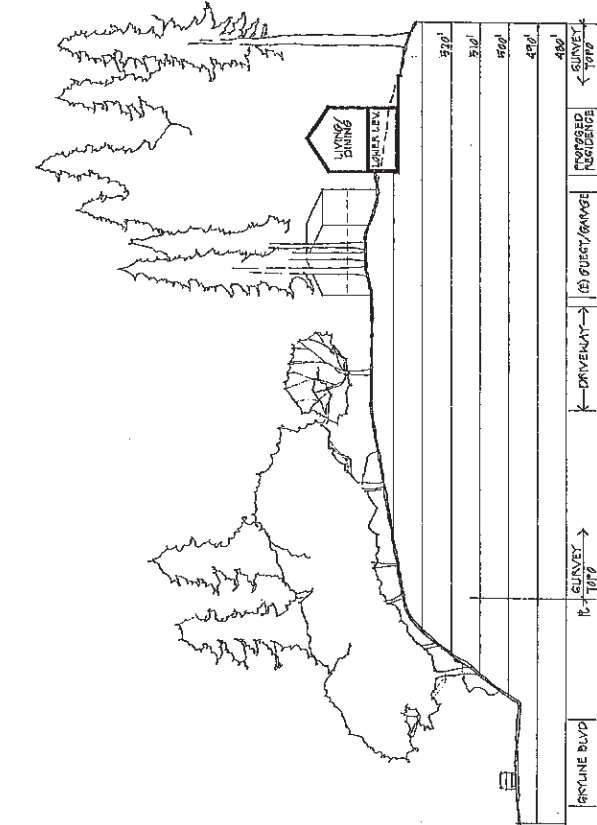 LIVING/
DINING
LOWER LEV.
520'
510'
500'
490'
480'
SKYLINE BLVD
SURVEY →
TOPO
← DRIVEWAY →
(E) GUEST/GARAGE
PROPOSED
RESIDENCE
← SURVEY
TOPO